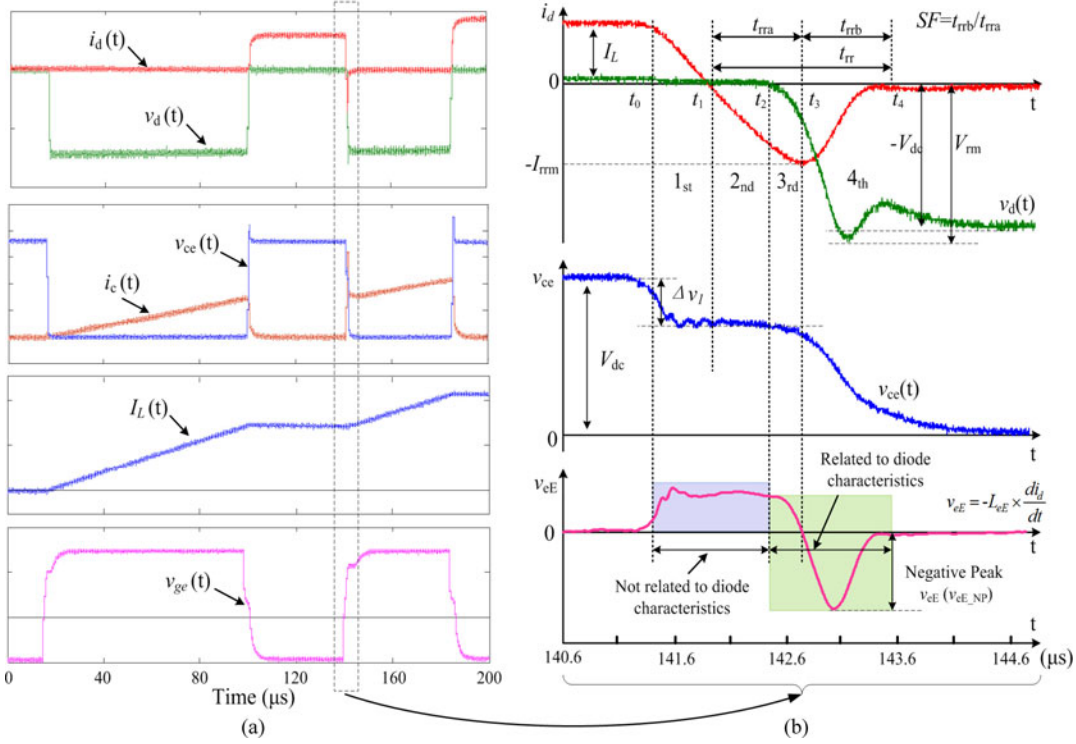 i_d(t)
v_d(t)
v_ce(t)
i_c(t)
I_L(t)
v_ge(t)
0 40 80 120 160 200
Time (μs)
(a)
i_d
t_rra t_rrb SF=t_rrb/t_rra
I_L
t_rr
0
t_0 t_1 t_2 t_3 t_4 t
-V_dc V_rm
-I_rrm
1_st 2_nd 3_rd 4_th
v_d(t)
v_ce
Δv_1
V_dc
v_ce(t)
0
t
Related to diode
characteristics
v_eE
v_eE = -L_eE × di_d/dt
0
t
Not related to diode
characteristics
Negative Peak
v_eE (v_eE_NP)
t
140.6 141.6 142.6 143.6 144.6 (μs)
(b)